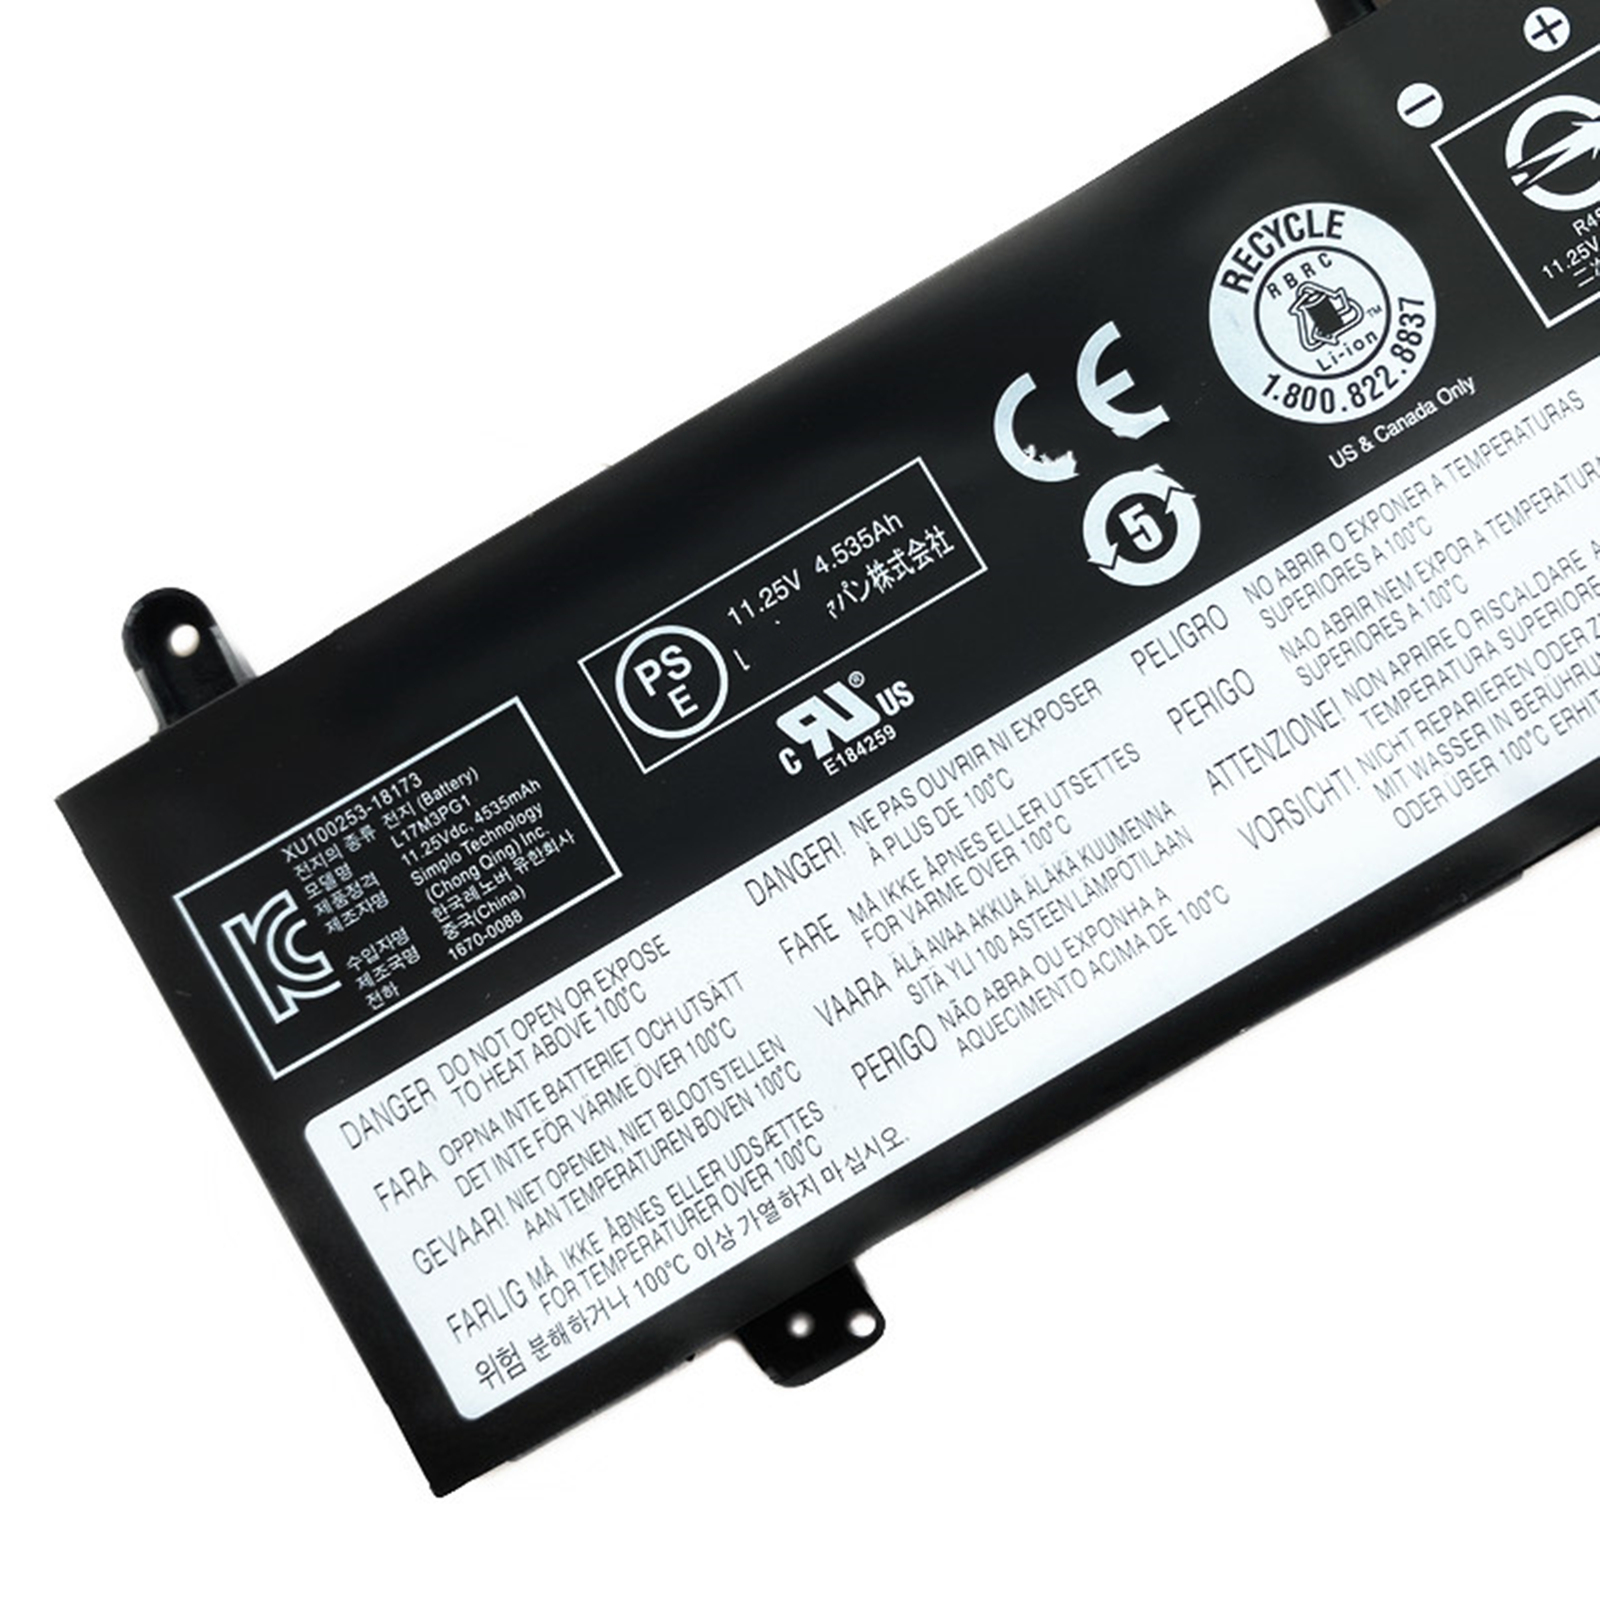 XU100253-18173
전지의 종류 전지 (Battery)
모델명 L17M3PG1
제품정격 11.25Vdc, 4535mAh
제조자명 Simplo Technology
(Chong Qing) Inc.
수입자명 한국레노버 유한회사
제조국명 중국(China)
전하 1670-0088
PS
E
11.25V 4.535Ah
パン株式会社
C US
E184259
CE
5
RECYCLE
RBRC
Li-ion
TM
1.800.822.8837
US & Canada Only
11.25V
DANGER DO NOT OPEN OR EXPOSE
TO HEAT ABOVE 100°C
FARA OPPNA INTE BATTERIET OCH UTSÄTT
DET INTE FÖR VÄRME ÖVER 100°C
GEVAAR! NIET OPENEN, NIET BLOOTSTELLEN
AAN TEMPERATUREN BOVEN 100°C
FARLIG MÅ IKKE ÅBNES ELLER UDSÆTTES
FOR TEMPERATURER OVER 100°C
위험 분해하거나 100°C 이상 가열하지 마십시오.
DANGER! NE PAS OUVRIR NI EXPOSER
À PLUS DE 100°C
FARE MÅ IKKE ÅPNES ELLER UTSETTES
FOR VARME OVER 100°C
VAARA ÄLÄ AVAA AKKUA ÄLÄKÄ KUUMENNA
SITÄ YLI 100 ASTEEN LÄMPÖTILAAN
PERIGO NÃO ABRA OU EXPONHA A
AQUECIMENTO ACIMA DE 100°C
PELIGRO NO ABRIR O EXPONER A TEMPERATURAS
SUPERIORES A 100°C
PERIGO NAO ABRIR NEM EXPOR A TEMPERATURA
SUPERIORES A 100°C
ATTENZIONE! NON APRIRE O RISCALDARE A
TEMPERATURA SUPERIORE
VORSICHT! NICHT REPARIEREN ODER
MIT WASSER IN BERÜHRUN
ODER ÜBER 100°C ERHIT